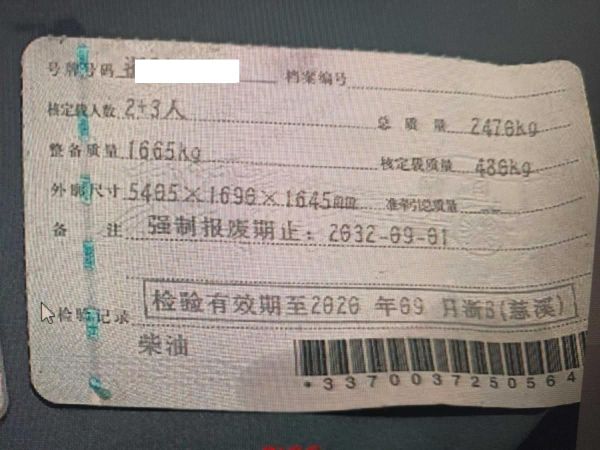 号牌号码 档案编号
核定载人数 2+3人 总质量 2470kg
整备质量 1665kg 核定载质量 480kg
外廓尺寸 5405×1690×1645mm 准牵引总质量 --
备注 强制报废期止：2032-09-01
检验记录 检验有效期至2020 年09 月浙B(慈溪)
柴油
*3370037250564